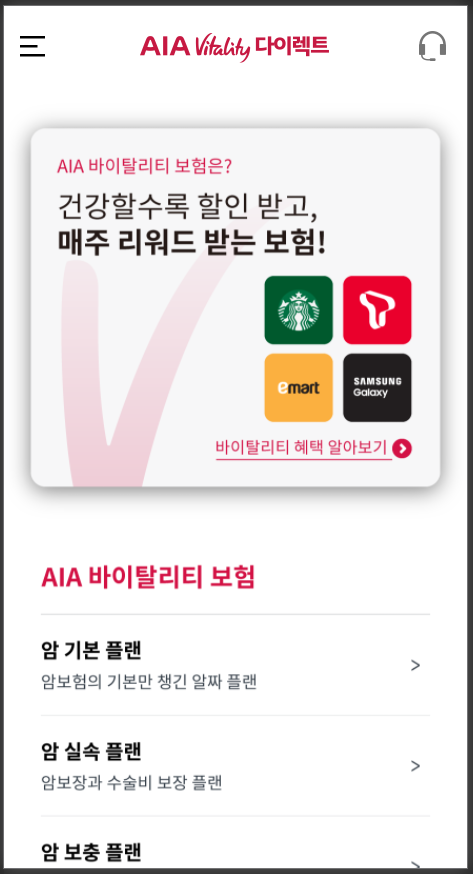 AIA Vitality 다이렉트
AIA 바이탈리티 보험은?
건강할수록 할인 받고,
매주 리워드 받는 보험!
emart
SAMSUNG
Galaxy
바이탈리티 혜택 알아보기
AIA 바이탈리티 보험
암 기본 플랜
암보험의 기본만 챙긴 알짜 플랜
암 실속 플랜
암보장과 수술비 보장 플랜
암 보충 플랜